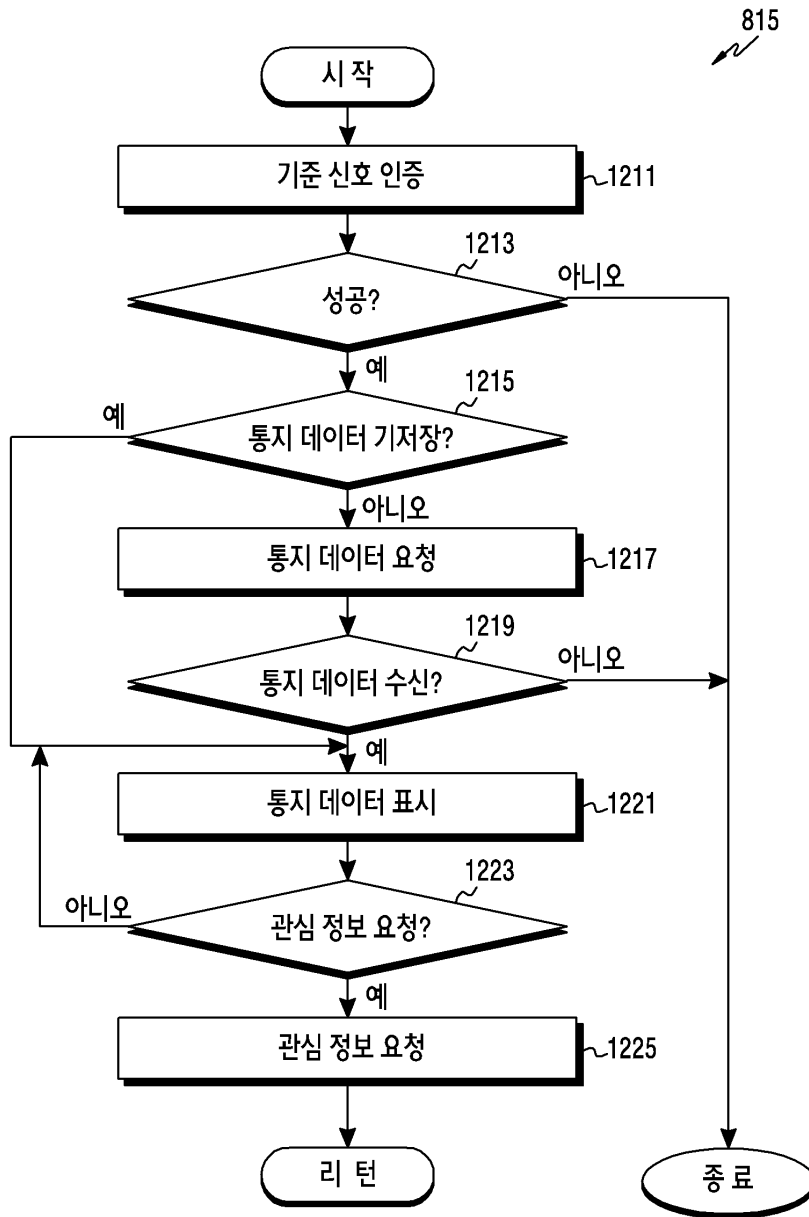 815
시 작
기준 신호 인증
1211
1213
성공?
아니오
예
1215
예
통지 데이터 기저장?
아니오
통지 데이터 요청
1217
1219
통지 데이터 수신?
아니오
예
통지 데이터 표시
1221
1223
아니오
관심 정보 요청?
예
관심 정보 요청
1225
리 턴
종 료